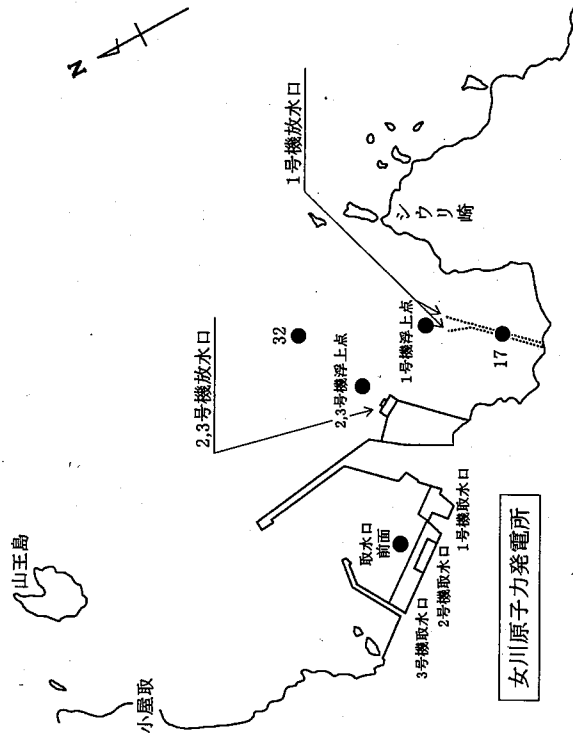 N
山王島
小屋取
2,3号機放水口
1号機放水口
32
シウリ
崎
2,3号機浮上点
1号機浮上点
17
取水口
前面
1号機取水口
2号機取水口
3号機取水口
女川原子力発電所